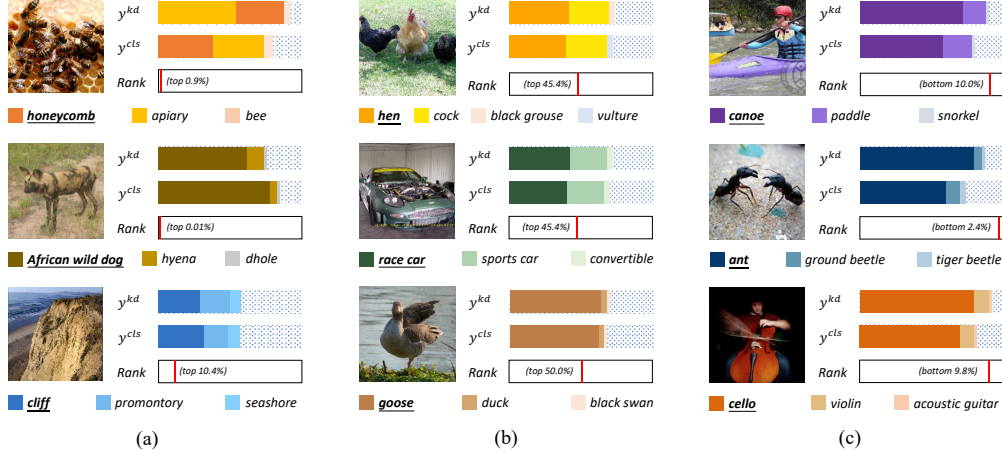 y^{kd}
y^{cls}
Rank (top 0.9%)
honeycomb apiary bee
y^{kd}
y^{cls}
Rank (top 0.01%)
African wild dog hyena dhole
y^{kd}
y^{cls}
Rank (top 10.4%)
cliff promontory seashore
(a)
y^{kd}
y^{cls}
Rank (top 45.4%)
hen cock black grouse vulture
y^{kd}
y^{cls}
Rank (top 45.4%)
race car sports car convertible
y^{kd}
y^{cls}
Rank (top 50.0%)
goose duck black swan
(b)
y^{kd}
y^{cls}
Rank (bottom 10.0%)
canoe paddle snorkel
y^{kd}
y^{cls}
Rank (bottom 2.4%)
ant ground beetle tiger beetle
y^{kd}
y^{cls}
Rank (bottom 9.8%)
cello violin acoustic guitar
(c)